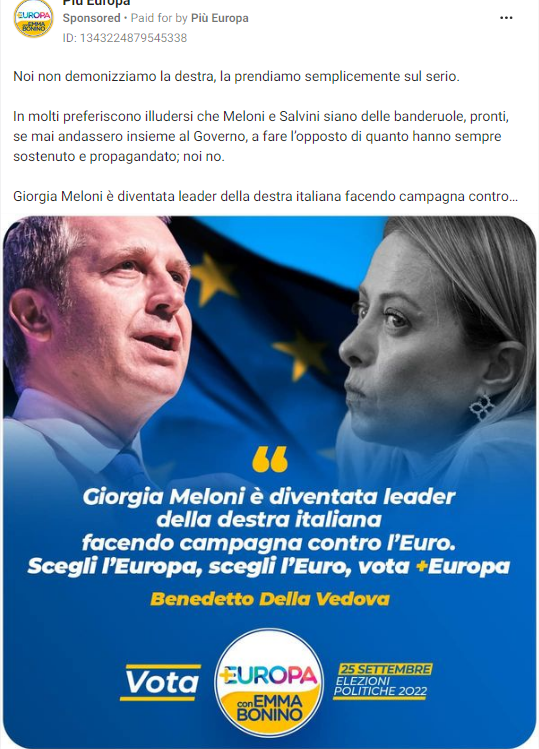 Più Europa
Sponsored • Paid for by Più Europa
ID: 1343224879545338
Noi non demonizziamo la destra, la prendiamo semplicemente sul serio.
In molti preferiscono illudersi che Meloni e Salvini siano delle banderuole, pronti,
se mai andassero insieme al Governo, a fare l'opposto di quanto hanno sempre
sostenuto e propagandato; noi no.
Giorgia Meloni è diventata leader della destra italiana facendo campagna contro...
“
Giorgia Meloni è diventata leader
della destra italiana
facendo campagna contro l'Euro.
Scegli l'Europa, scegli l'Euro, vota +Europa
Benedetto Della Vedova
Vota
+EUROPA
con EMMA
BONINO
25 SETTEMBRE
ELEZIONI
POLITICHE 2022
+EUROPA
con EMMA
BONINO